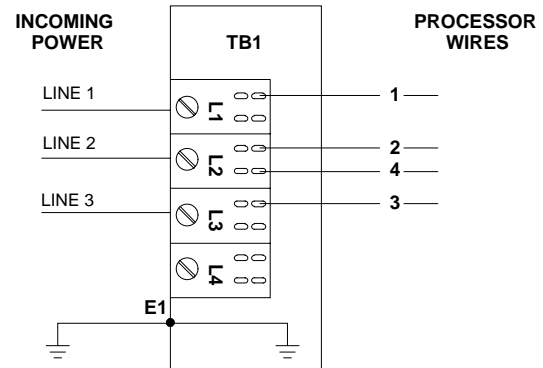 INCOMING
POWER
TB1
PROCESSOR
WIRES
LINE 1
L1
1
LINE 2
L2
2
4
LINE 3
L3
3
L4
E1